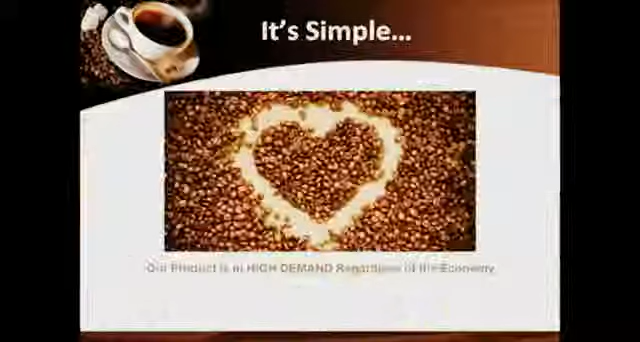 It's Simple...
Our Product is in HIGH DEMAND Regardless of the Economy